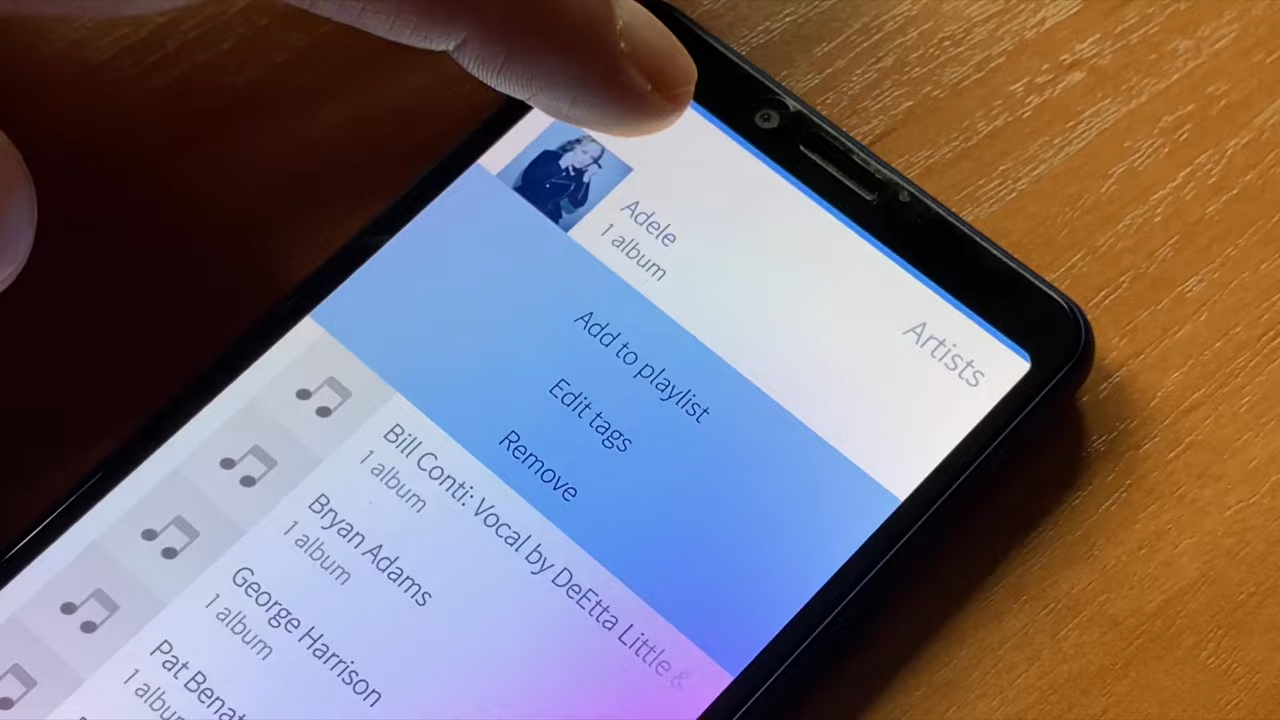 Artists
Adele
1 album
Add to playlist
Edit tags
Remove
Bill Conti: Vocal by DeEtta Little &
1 album
Bryan Adams
1 album
George Harrison
1 album
Pat Benat
1 album